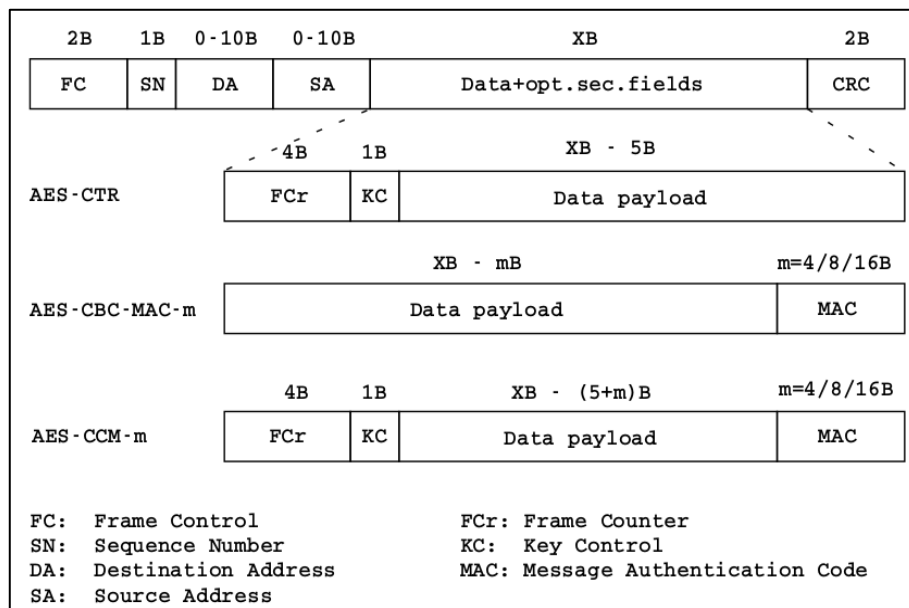 2B 1B 0-10B 0-10B XB 2B
FC SN DA SA Data+opt.sec.fields CRC
4B 1B XB - 5B
AES-CTR FCr KC Data payload
XB - mB m=4/8/16B
AES-CBC-MAC-m Data payload MAC
4B 1B XB - (5+m)B m=4/8/16B
AES-CCM-m FCr KC Data payload MAC
FC: Frame Control FCr: Frame Counter
SN: Sequence Number KC: Key Control
DA: Destination Address MAC: Message Authentication Code
SA: Source Address